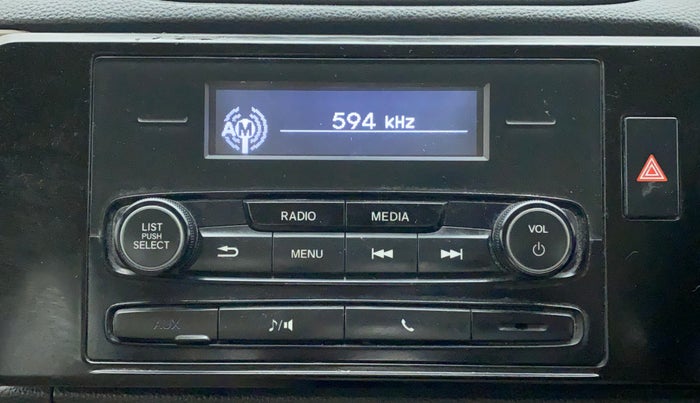 AM
594 kHz
RADIO
MEDIA
LIST
PUSH
SELECT
VOL
MENU
AUX